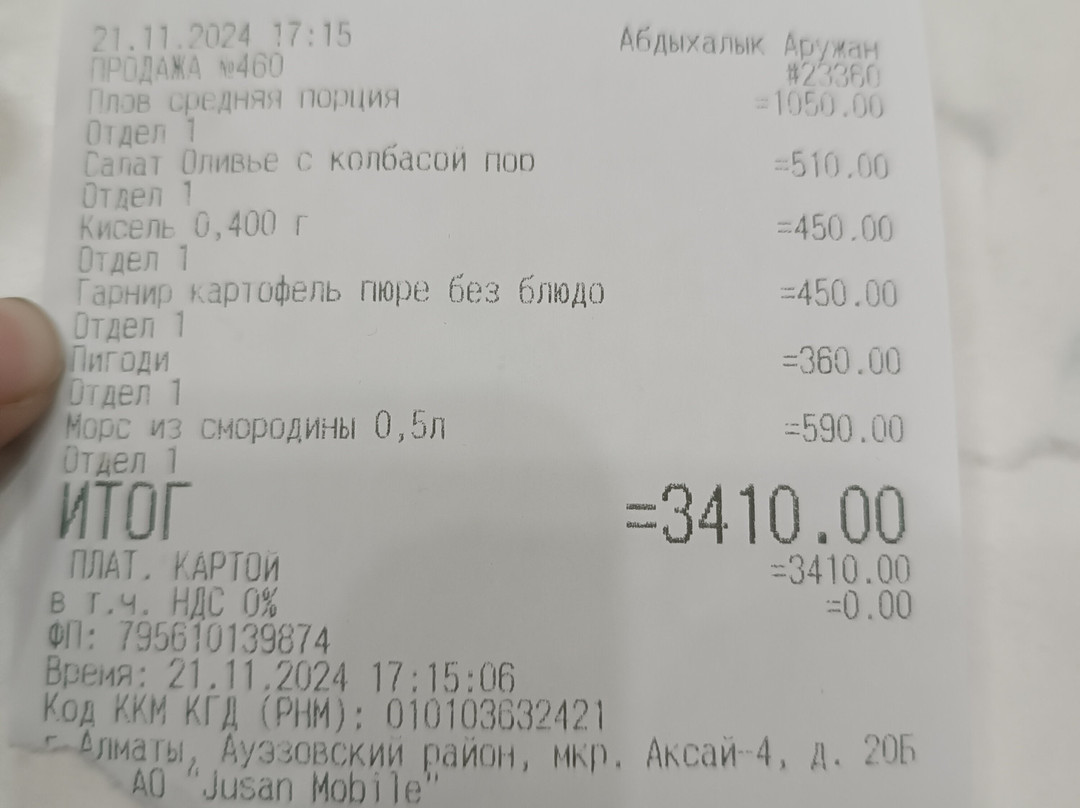 21.11.2024 17:15 Абдыхалык Аружан
ПРОДАЖА №460 #23360
Плов средняя порция =1050.00
Отдел 1
Салат Оливье с колбасой пор =510.00
Отдел 1
Кисель 0,400 г =450.00
Отдел 1
Гарнир картофель пюре без блюдо =450.00
Отдел 1
Пигоди =360.00
Отдел 1
Морс из смородины 0,5л =590.00
Отдел 1
ИТОГ =3410.00
ПЛАТ. КАРТОЙ =3410.00
в т.ч. НДС 0% =0.00
ФП: 795610139874
Время: 21.11.2024 17:15:06
Код ККМ КГД (РНМ): 010103632421
г Алматы, Ауэзовский район, мкр. Аксай-4, д. 20Б
АО "Jusan Mobile"